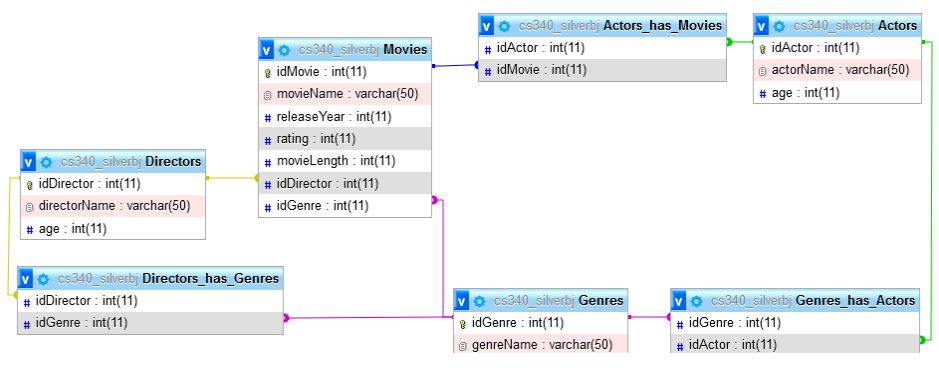 v cs340_silverbj Movies
idMovie : int(11)
movieName : varchar(50)
# releaseYear : int(11)
# rating : int(11)
# movieLength : int(11)
# idDirector : int(11)
# idGenre : int(11)
v cs340_silverbj Actors_has_Movies
# idActor : int(11)
# idMovie : int(11)
v cs340_silverbj Actors
idActor : int(11)
actorName : varchar(50)
# age : int(11)
v cs340_silverbj Directors
idDirector : int(11)
directorName : varchar(50)
# age : int(11)
v cs340_silverbj Directors_has_Genres
# idDirector : int(11)
# idGenre : int(11)
v cs340_silverbj Genres
idGenre : int(11)
genreName : varchar(50)
v cs340_silverbj Genres_has_Actors
# idGenre : int(11)
# idActor : int(11)